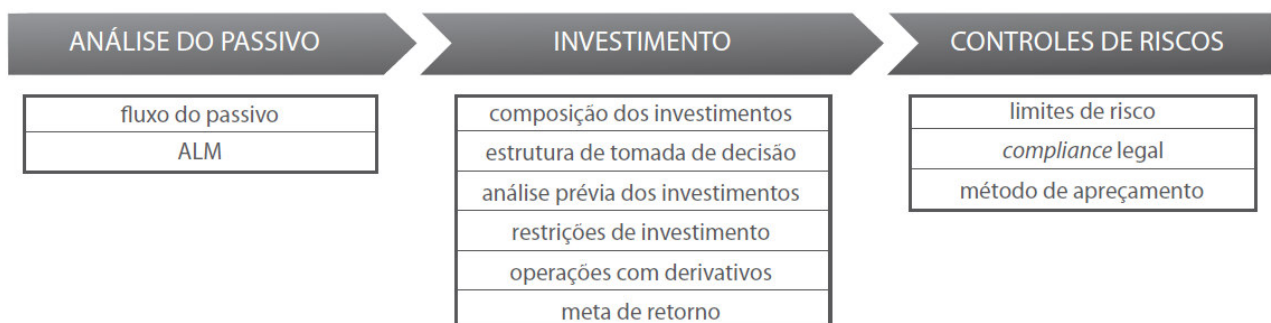 ANÁLISE DO PASSIVO
fluxo do passivo
ALM
INVESTIMENTO
composição dos investimentos
estrutura de tomada de decisão
análise prévia dos investimentos
restrições de investimento
operações com derivativos
meta de retorno
CONTROLES DE RISCOS
limites de risco
compliance legal
método de apreçamento